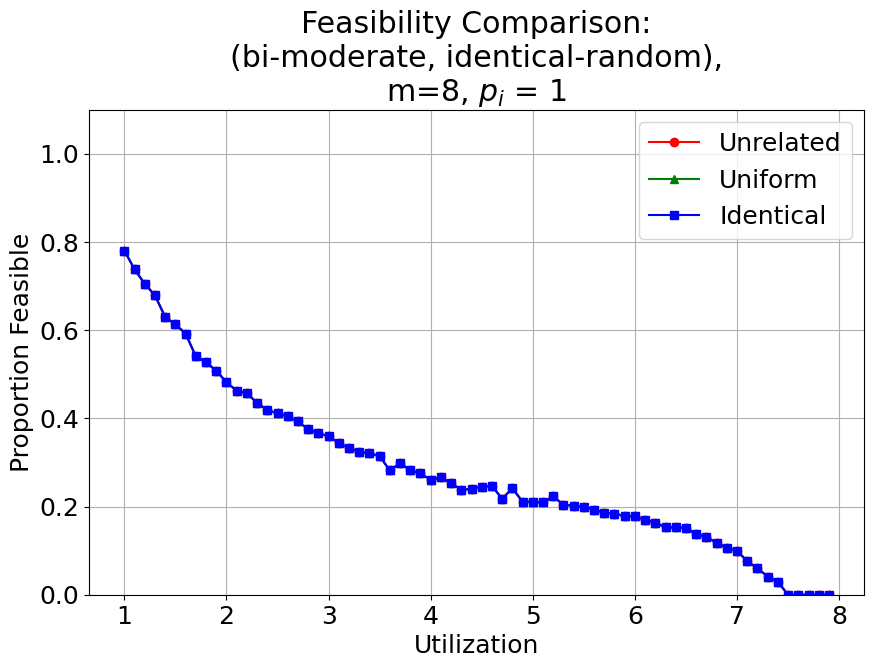 Feasibility Comparison:
(bi-moderate, identical-random),
m=8, $p_i$ = 1
Unrelated
Uniform
Identical
Proportion Feasible
1.0
0.8
0.6
0.4
0.2
0.0
1 2 3 4 5 6 7 8
Utilization